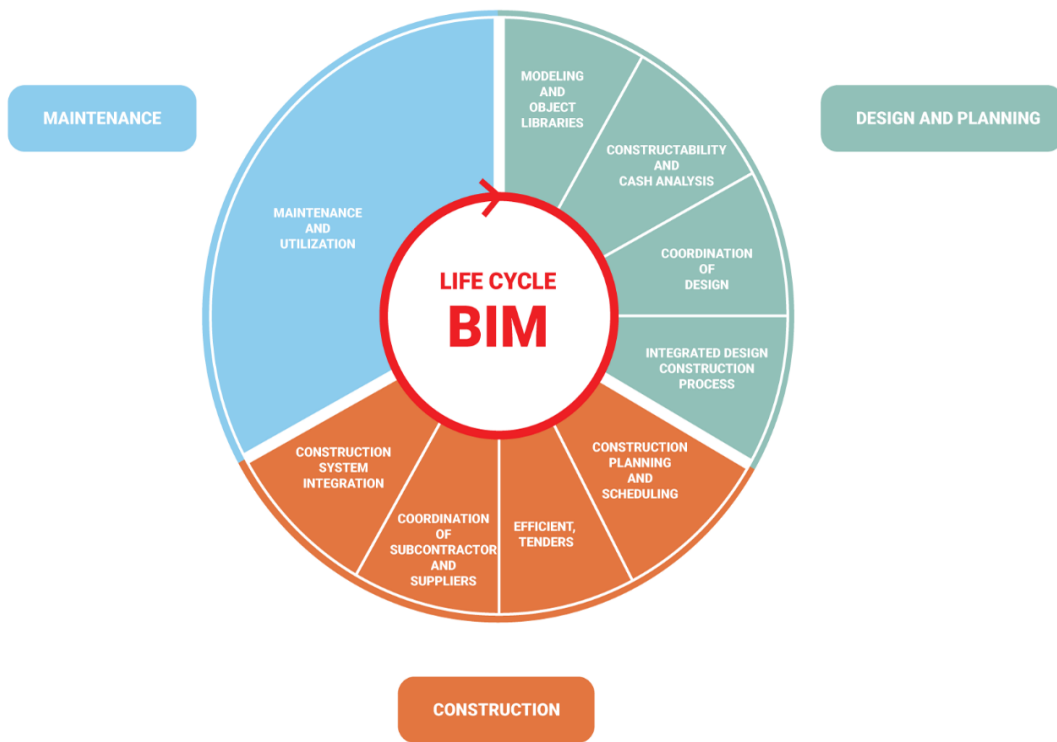 MAINTENANCE
DESIGN AND PLANNING
MODELING
AND
OBJECT
LIBRARIES
CONSTRUCTABILITY
AND
CASH ANALYSIS
COORDINATION
OF
DESIGN
INTEGRATED DESIGN
CONSTRUCTION
PROCESS
CONSTRUCTION
PLANNING
AND
SCHEDULING
EFFICIENT,
TENDERS
COORDINATION
OF
SUBCONTRACTOR
AND
SUPPLIERS
CONSTRUCTION
SYSTEM
INTEGRATION
MAINTENANCE
AND
UTILIZATION
LIFE CYCLE
BIM
CONSTRUCTION